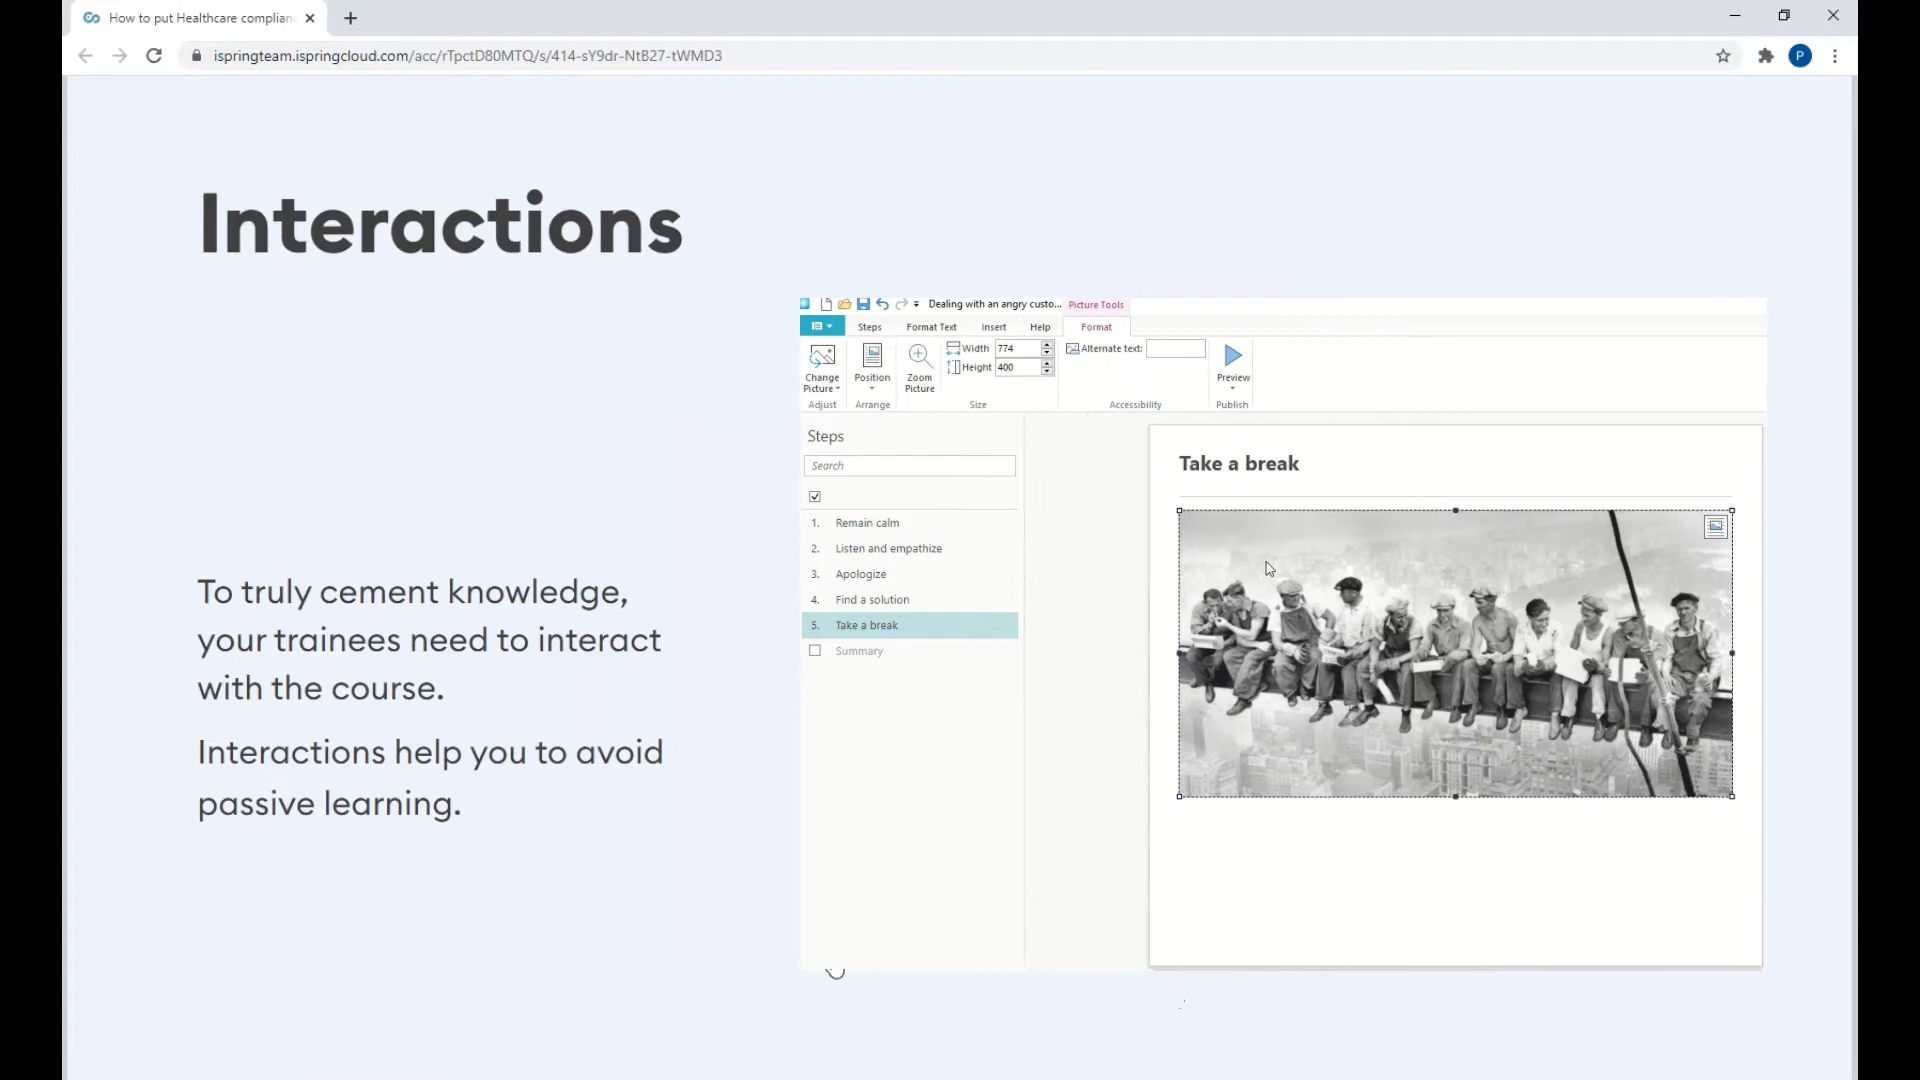 How to put Healthcare complian
ispringteam.ispringcloud.com/acc/rTpctD80MTQ/s/414-sY9dr-NtB27-tWMD3
P
Interactions
To truly cement knowledge,
your trainees need to interact
with the course.
Interactions help you to avoid
passive learning.
Dealing with an angry custo... Picture Tools
Steps Format Text Insert Help Format
Change Picture
Position
Zoom Picture
Width 774
Height 400
Alternate text:
Preview
Adjust Arrange Size Accessibility Publish
Steps
Search
1. Remain calm
2. Listen and empathize
3. Apologize
4. Find a solution
5. Take a break
Summary
Take a break